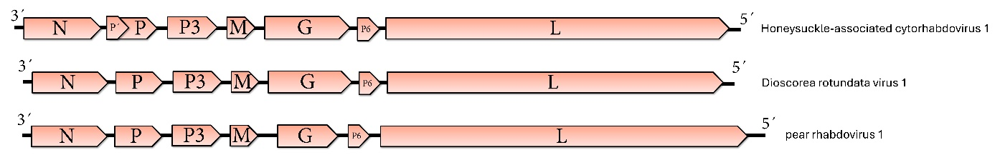 3´ N P´ P P3 M G P6 L 5´ Honeysuckle-associated cytorhabdovirus 1
3´ N P P3 M G P6 L 5´ Dioscorea rotundata virus 1
3´ N P P3 M G P6 L 5´ pear rhabdovirus 1